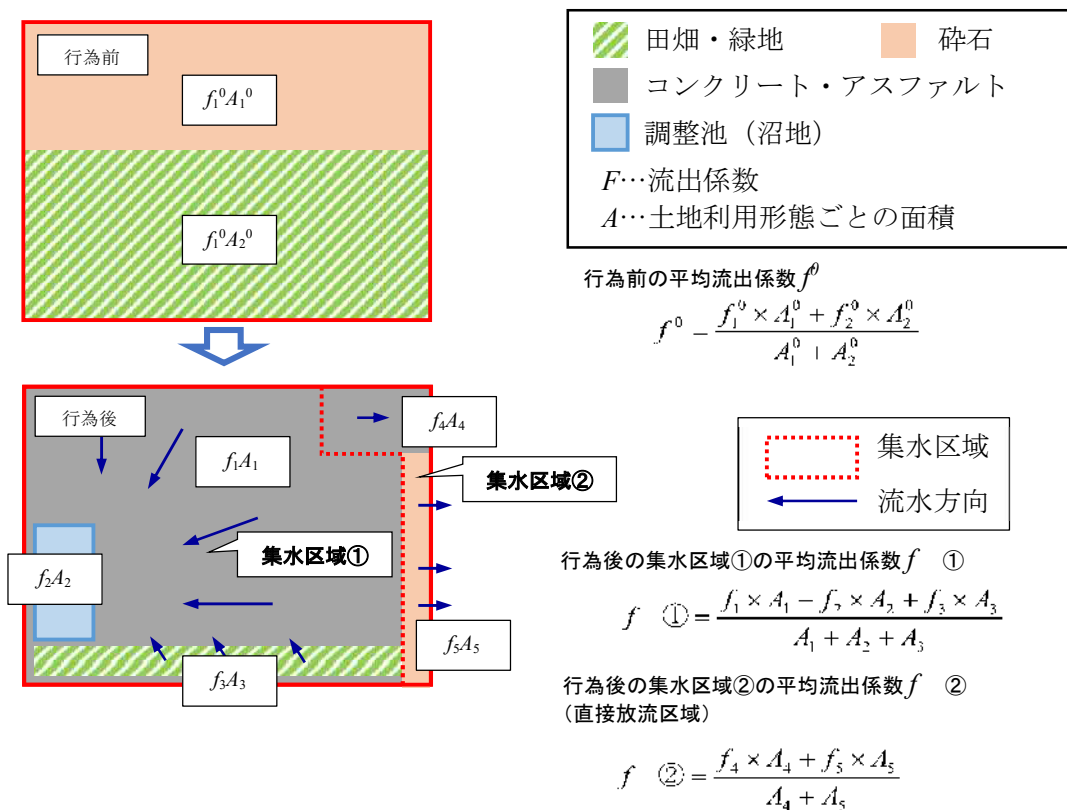 行為前
f₁⁰A₁⁰
f₁⁰A₂⁰
田畑・緑地
砕石
コンクリート・アスファルト
調整池（沼地）
F…流出係数
A…土地利用形態ごとの面積
行為前の平均流出係数f⁰
f⁰ − (f₁⁰ × A₁⁰ + f₂⁰ × A₂⁰) / (A₁⁰ + A₂⁰)
行為後
f₁A₁
f₄A₄
集水区域②
集水区域①
f₂A₂
f₃A₃
f₅A₅
集水区域
流水方向
行為後の集水区域①の平均流出係数f ①
f ① = (f₁ × A₁ − f₂ × A₂ + f₃ × A₃) / (A₁ + A₂ + A₃)
行為後の集水区域②の平均流出係数f ②
（直接放流区域）
f ② = (f₄ × A₄ + f₅ × A₅) / (A₄ + A₅)